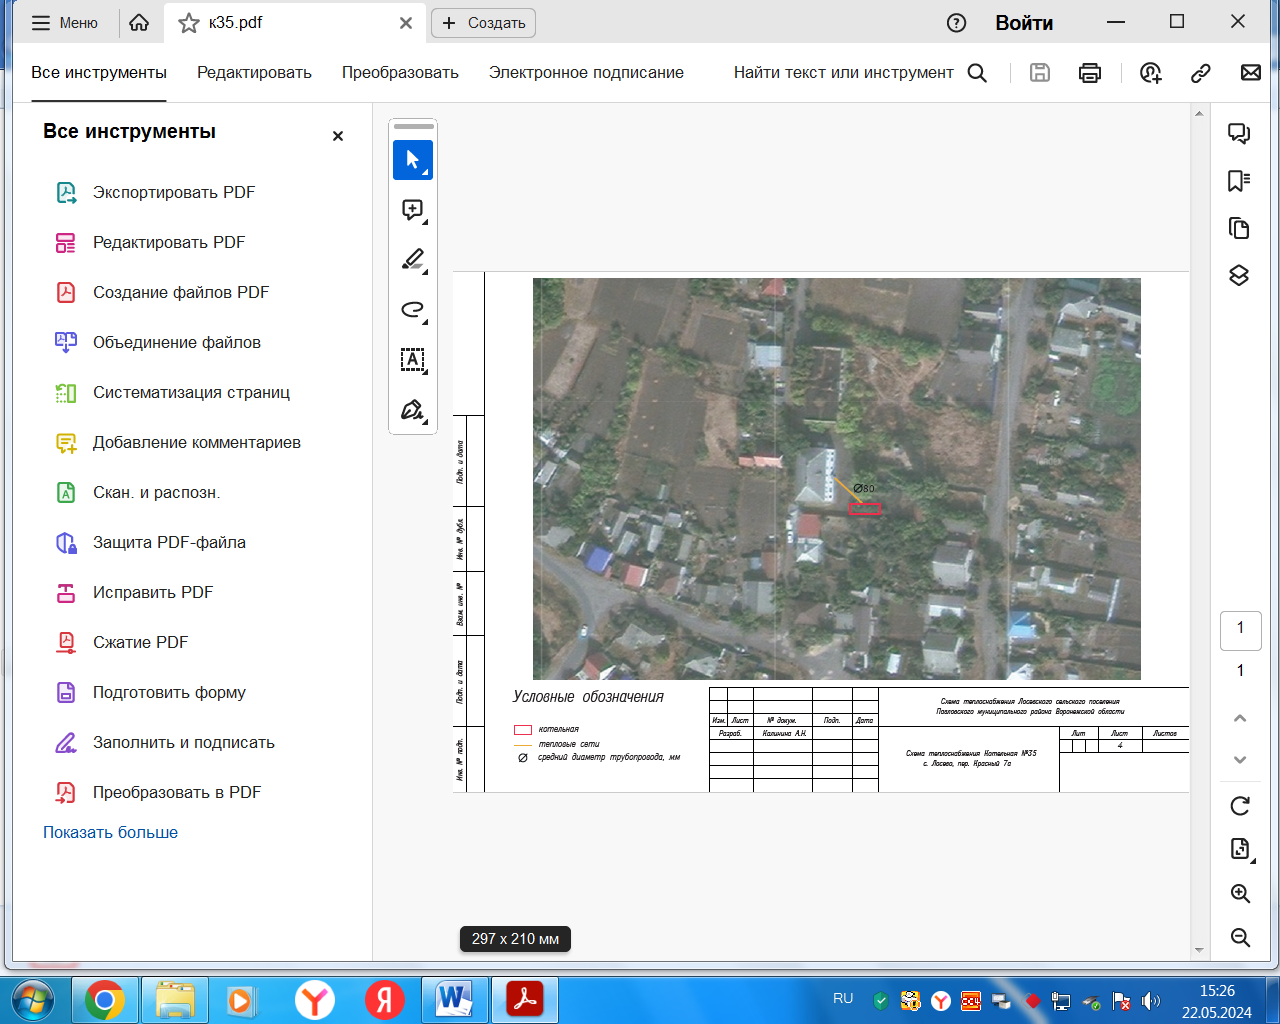 Меню
к35.pdf
Создать
Войти
Все инструменты
Редактировать
Преобразовать
Электронное подписание
Найти текст или инструмент
Все инструменты
Экспортировать PDF
Редактировать PDF
Создание файлов PDF
Объединение файлов
Систематизация страниц
Добавление комментариев
Скан. и распозн.
Защита PDF-файла
Исправить PDF
Сжатие PDF
Подготовить форму
Заполнить и подписать
Преобразовать в PDF
Показать больше
Подп. и дата
Инв. № дубл.
Взам. инв. №
Подп. и дата
Инв. № подл.
Ø80
Условные обозначения
котельная
тепловые сети
Ø средний диаметр трубопровода, мм
Изм. Лист № докум. Подп. Дата
Разраб. Калинина А.Н.
Схема теплоснабжения Лосевского сельского поселения
Павловского муниципального района Воронежской области
Схема теплоснабжения Котельная №35
с. Лосево, пер. Красный 7а
Лит Лист Листов
4
1
1
297 x 210 мм
RU
15:26
22.05.2024